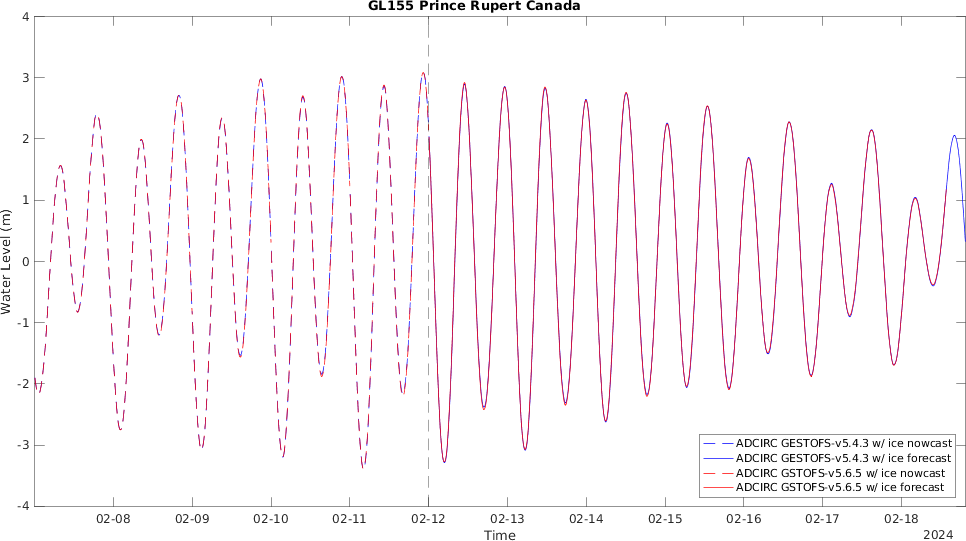 GL155 Prince Rupert Canada
4
3
2
1
0
-1
-2
-3
-4
Water Level (m)
ADCIRC GESTOFS-v5.4.3 w/ ice nowcast
ADCIRC GESTOFS-v5.4.3 w/ ice forecast
ADCIRC GSTOFS-v5.6.5 w/ ice nowcast
ADCIRC GSTOFS-v5.6.5 w/ ice forecast
02-08 02-09 02-10 02-11 02-12 02-13 02-14 02-15 02-16 02-17 02-18
Time
2024